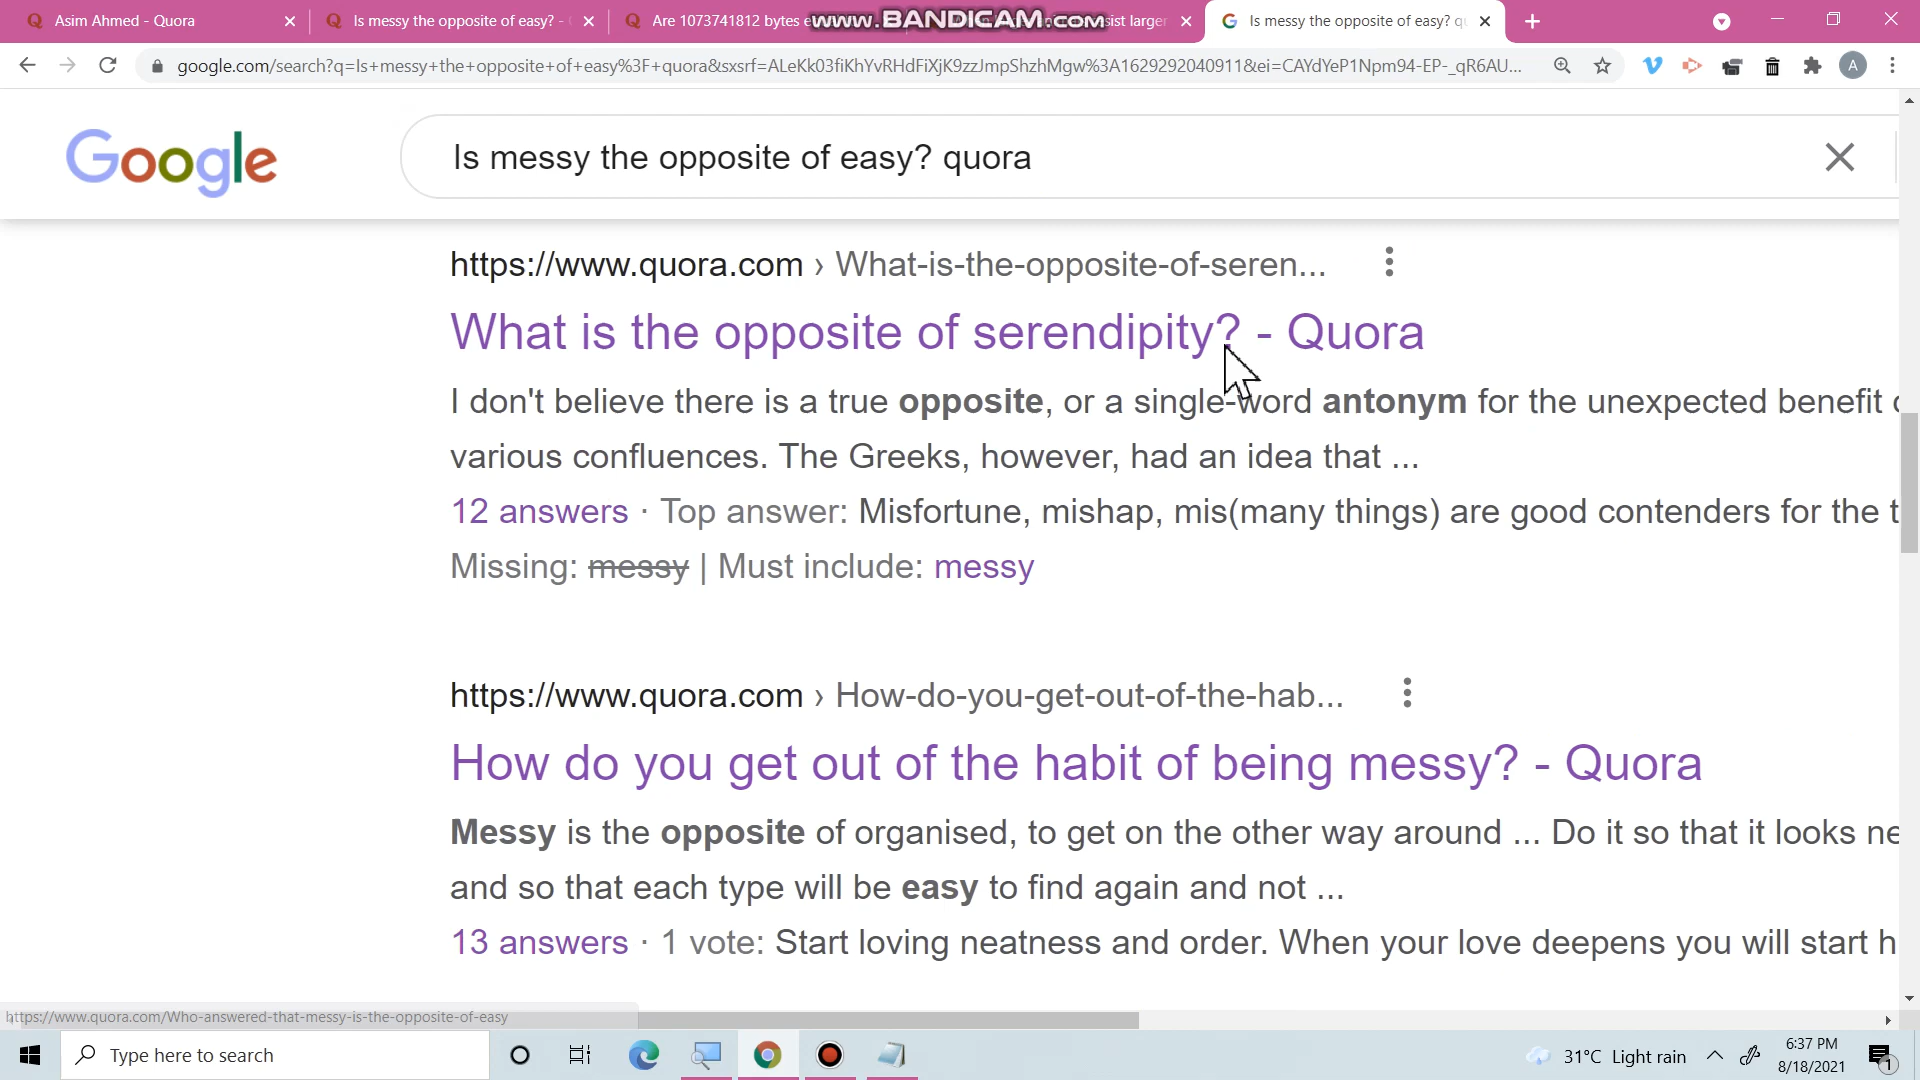 Asim Ahmed - Quora
Is messy the opposite of easy? -
Are 1073741812 bytes e
sist larger
Is messy the opposite of easy? qu
www.BANDICAM.com
google.com/search?q=Is+messy+the+opposite+of+easy%3F+quora&sxsrf=ALeKk03fiKhYvRHdFiXjK9zzJmpShzhMgw%3A1629292040911&ei=CAYdYeP1Npm94-EP-_qR6AU...
A
Google
Is messy the opposite of easy? quora
https://www.quora.com › What-is-the-opposite-of-seren...
What is the opposite of serendipity? - Quora
I don't believe there is a true opposite, or a single-word antonym for the unexpected benefit
various confluences. The Greeks, however, had an idea that ...
12 answers · Top answer: Misfortune, mishap, mis(many things) are good contenders for the t
Missing: messy | Must include: messy
https://www.quora.com › How-do-you-get-out-of-the-hab...
How do you get out of the habit of being messy? - Quora
Messy is the opposite of organised, to get on the other way around ... Do it so that it looks ne
and so that each type will be easy to find again and not ...
13 answers · 1 vote: Start loving neatness and order. When your love deepens you will start h
https://www.quora.com/Who-answered-that-messy-is-the-opposite-of-easy
Type here to search
31°C Light rain
6:37 PM
8/18/2021
1